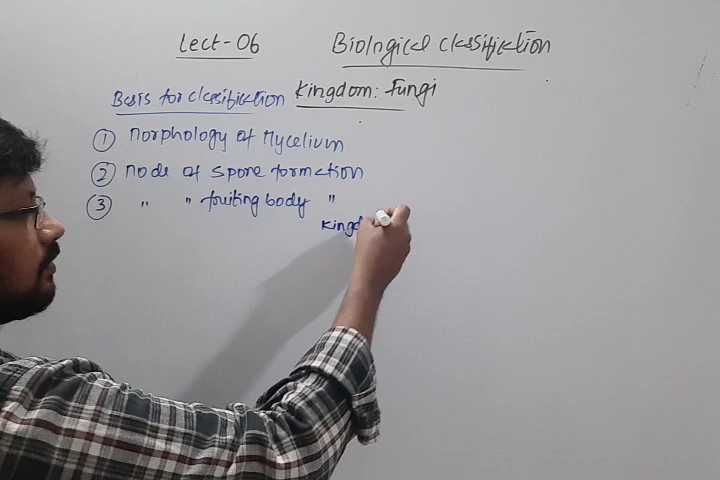 Lect-06 Biological classification
Kingdom: Fungi
Basis for classification
① Morphology of Mycelium
② Mode of spore formation
③ " " fruiting body "
Kingd